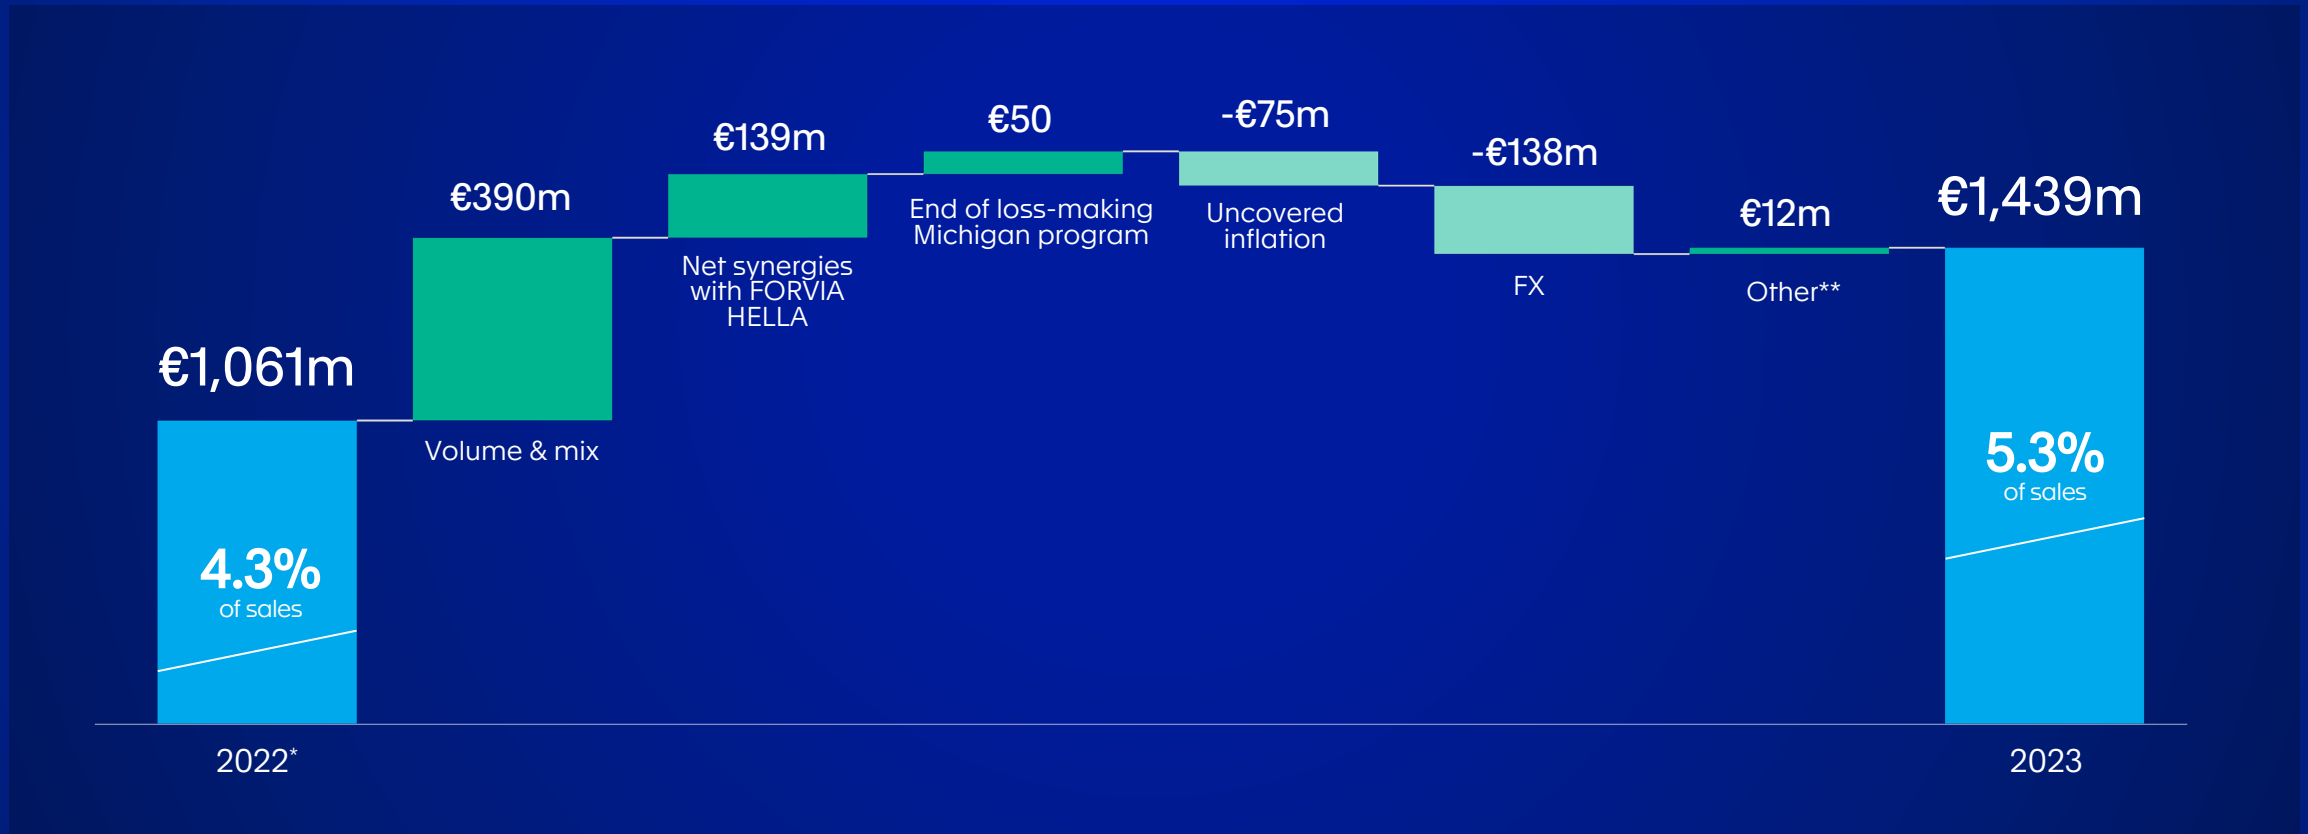 €1,061m
4.3%
of sales
2022*
€390m
Volume & mix
€139m
Net synergies
with FORVIA
HELLA
€50
End of loss-making
Michigan program
-€75m
Uncovered
inflation
-€138m
FX
€12m
Other**
€1,439m
5.3%
of sales
2023